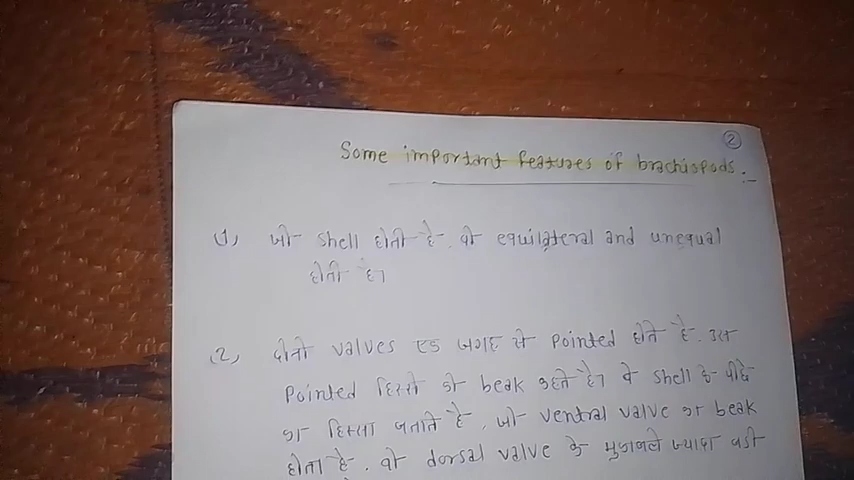 2
Some important features of brachiopods.
(1) जो shell होती है. वो equilateral and unequal
होती है।
(2) दोनो valves एक जगह से pointed होते है. उस
pointed हिस्से को beak कहते है। ये shell के पीछे
का हिस्सा बनाते है, जो ventral valve का beak
होता है. वो dorsal valve के मुकाबले ज्यादा बडी